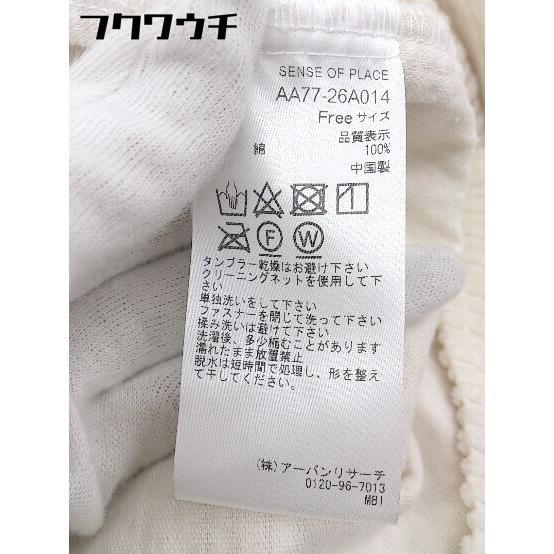 フクワウチ
SENSE OF PLACE
AA77-26A014
Free サイズ
品質表示
綿 100%
中国製
F W
タンブラー乾燥はお避け下さい
クリーニングネットを使用して下
さい
単独洗いをして下さい
ファスナーを閉じて洗って下さい
揉み洗いは避けて下さい
洗濯後、多少縮むことがあります
濡れたまま放置禁止
脱水は短時間で処理し、形を整え
て干してください。
(株)アーバンリサーチ
0120-96-7013
MBI